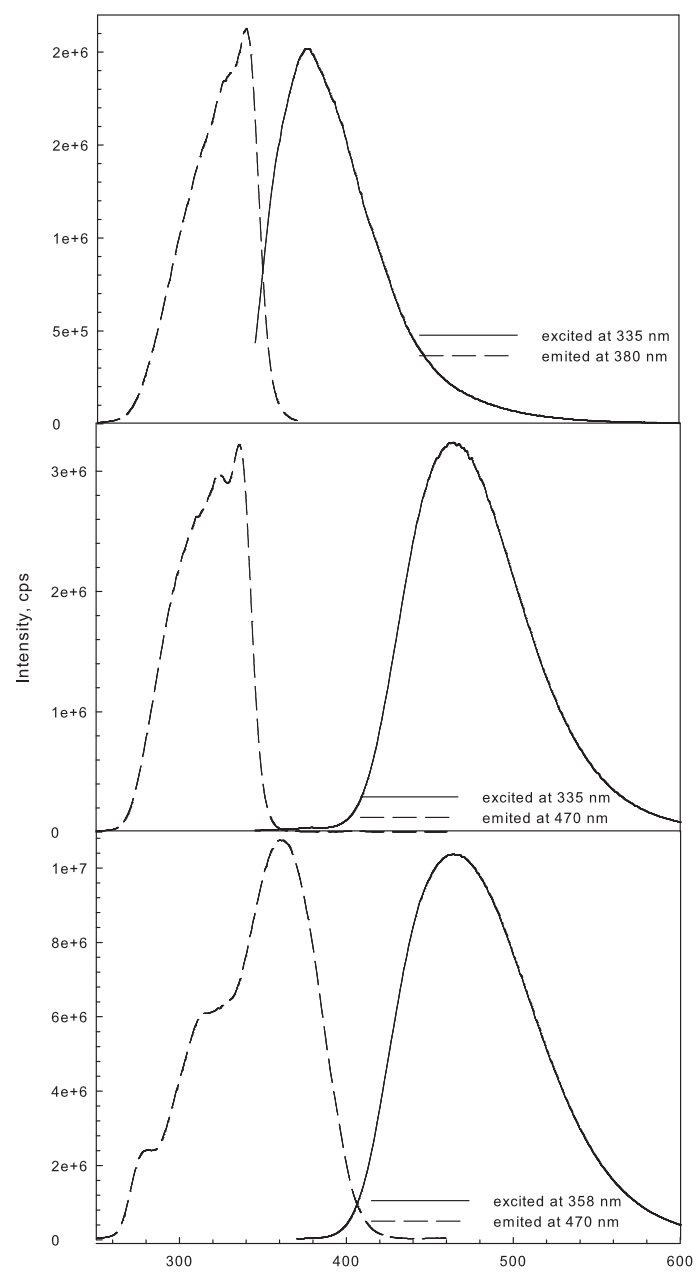 2e+6
2e+6
1e+6
5e+5
excited at 335 nm
emited at 380 nm
0
3e+6
2e+6
Intensity, cps
1e+6
excited at 335 nm
emited at 470 nm
0
1e+7
8e+6
6e+6
4e+6
2e+6
excited at 358 nm
emited at 470 nm
0
300 400 500 600